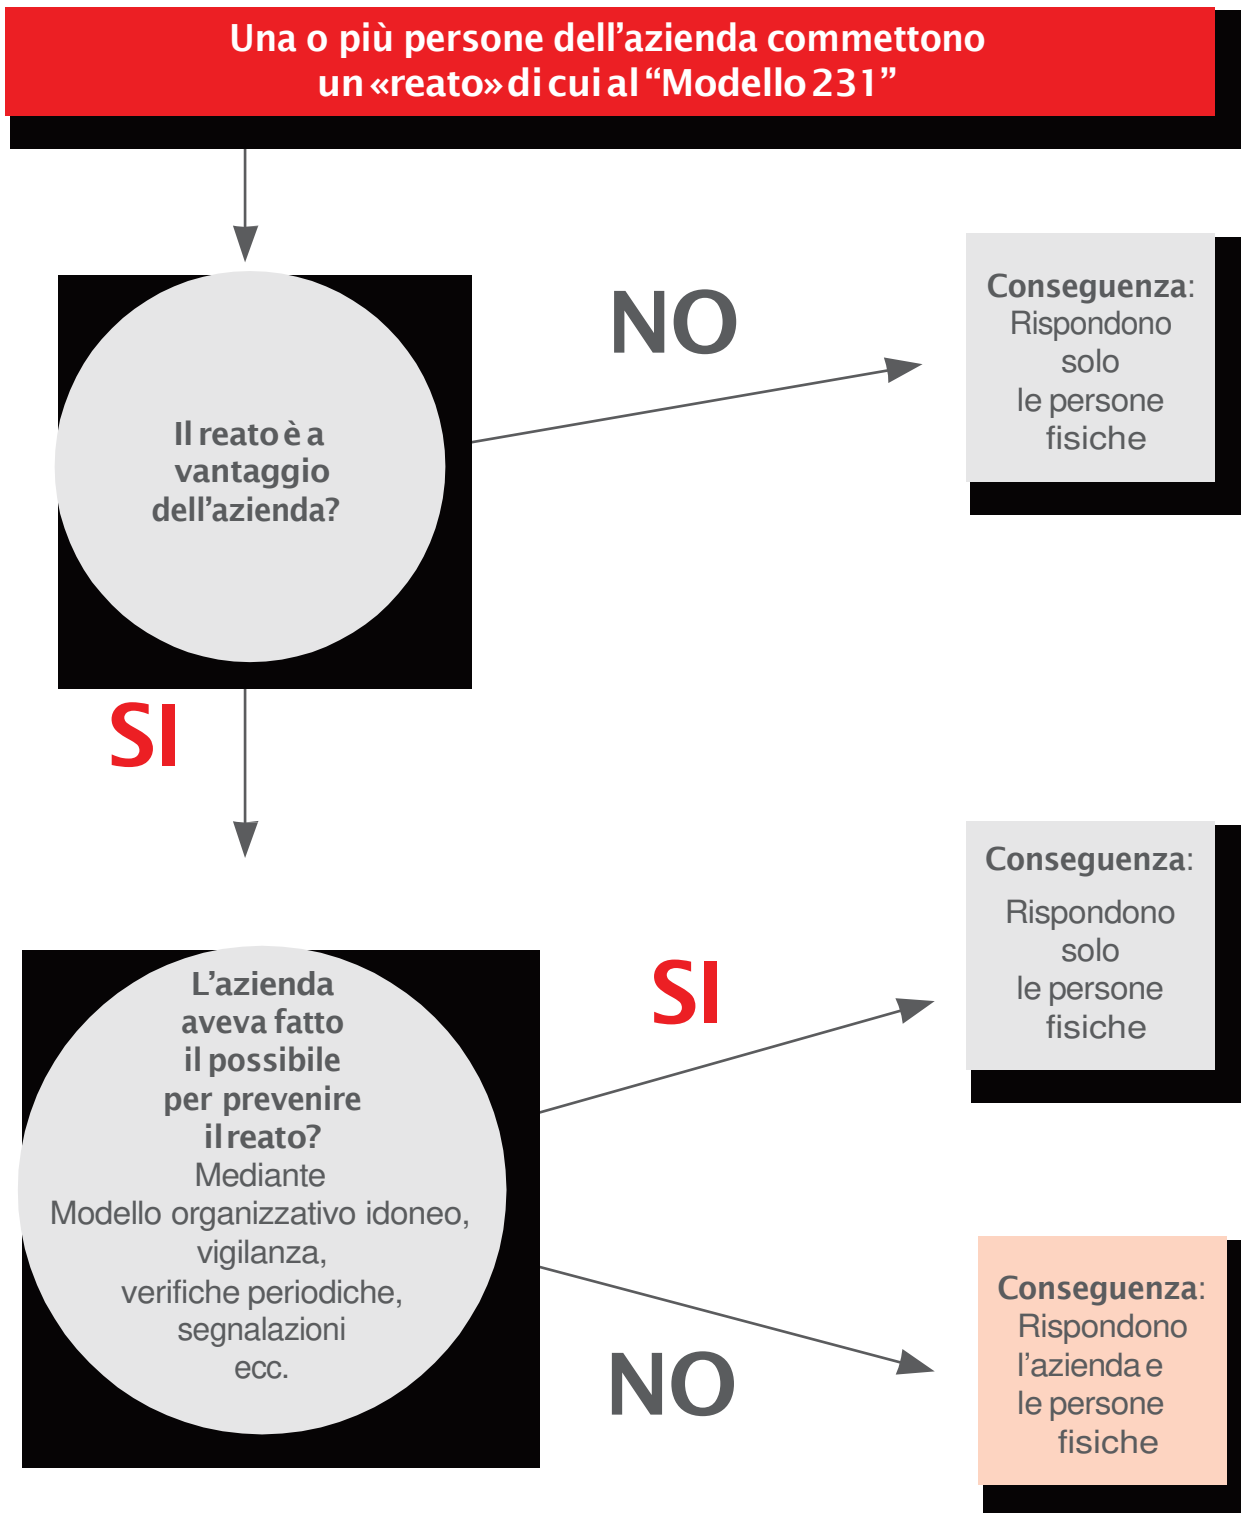 Una o più persone dell’azienda commettono
un «reato» di cui al “Modello 231”
NO
Conseguenza:
Rispondono
solo
le persone
fisiche
Il reato è a
vantaggio
dell’azienda?
SI
Conseguenza:
Rispondono
solo
le persone
fisiche
SI
L’azienda
aveva fatto
il possibile
per prevenire
il reato?
Mediante
Modello organizzativo idoneo,
vigilanza,
verifiche periodiche,
segnalazioni
ecc.
NO
Conseguenza:
Rispondono
l’azienda e
le persone
fisiche